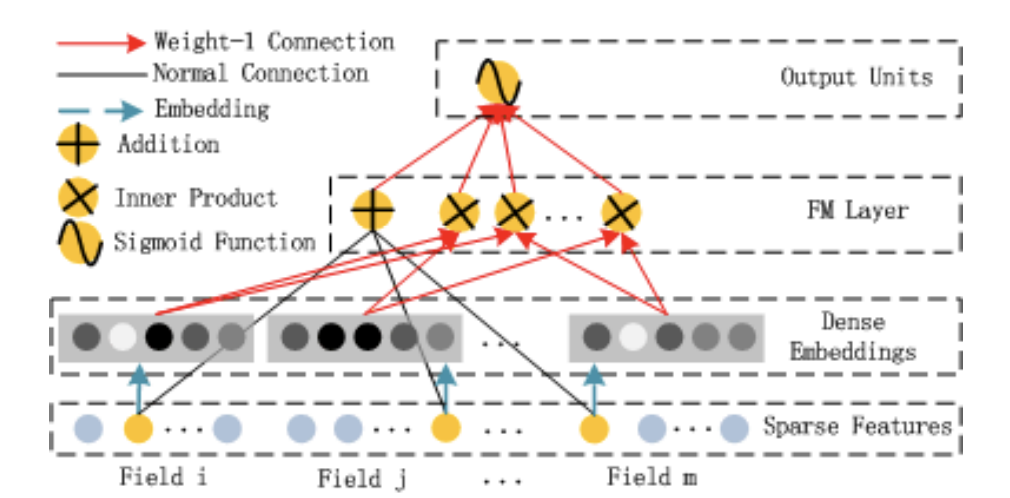 Weight-1 Connection
Normal Connection
Embedding
Addition
Inner Product
Sigmoid Function
Output Units
FM Layer
...
Dense
Embeddings
...
Sparse Features
... ... ... ...
Field i Field j ... Field m